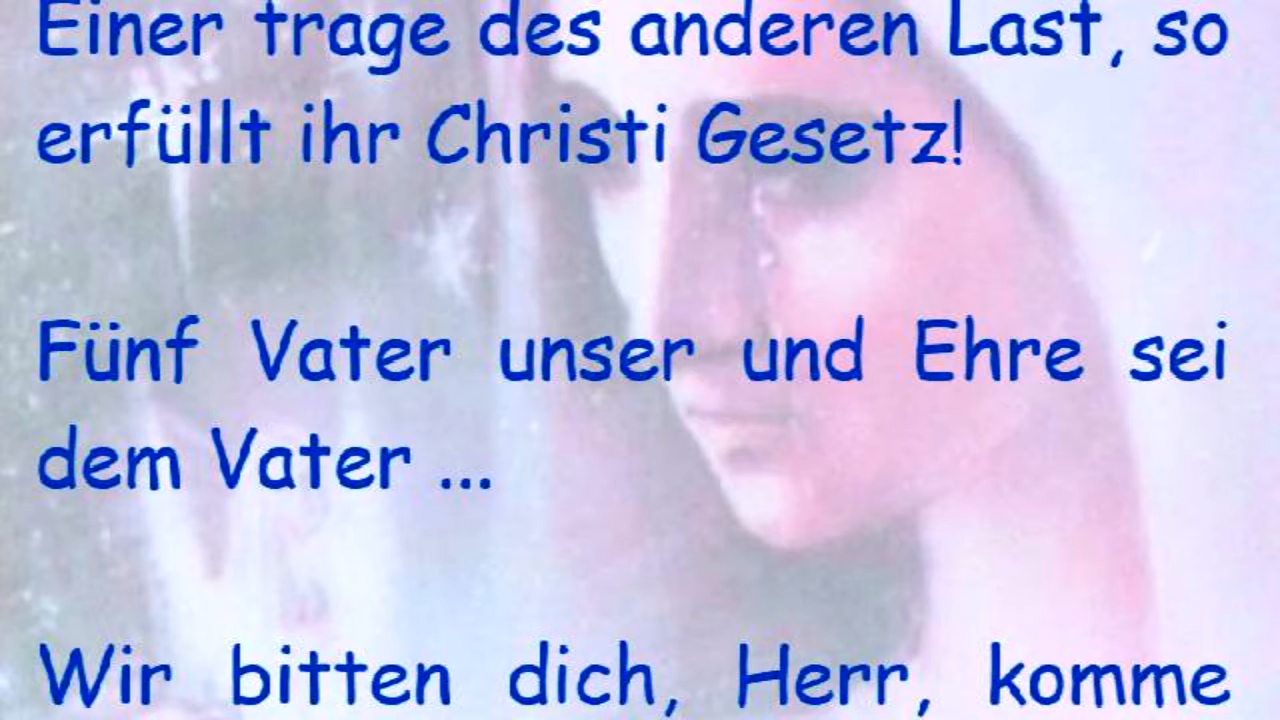 Einer trage des anderen Last, so
erfüllt ihr Christi Gesetz!
Fünf Vater unser und Ehre sei
dem Vater ...
Wir bitten dich, Herr, komme